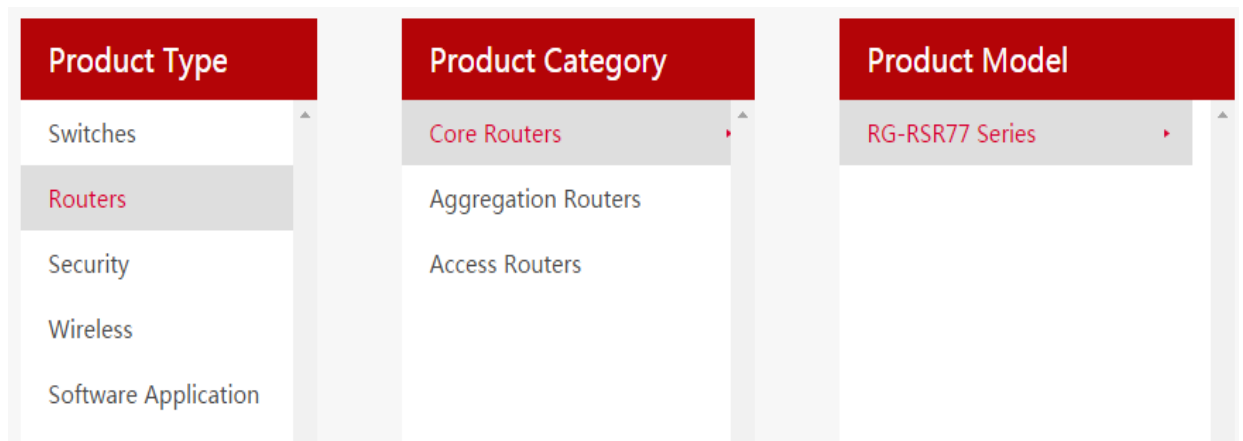 Product Type
Switches
Routers
Security
Wireless
Software Application
Product Category
Core Routers
Aggregation Routers
Access Routers
Product Model
RG-RSR77 Series